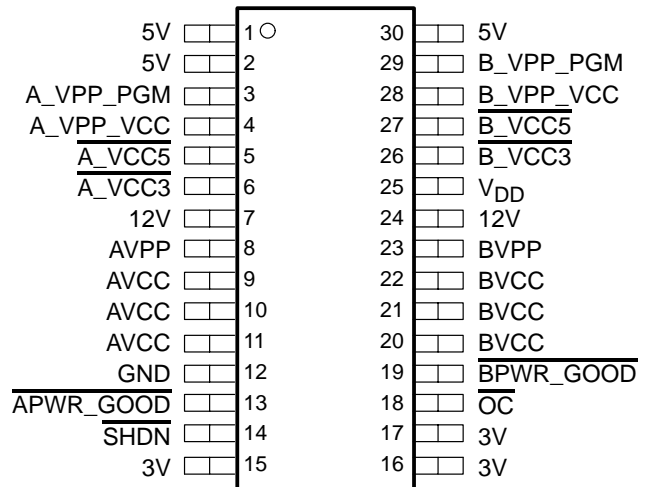 5V 1 30 5V
5V 2 29 B_VPP_PGM
A_VPP_PGM 3 28 B_VPP_VCC
A_VPP_VCC 4 27 B_VCC5
A_VCC5 5 26 B_VCC3
A_VCC3 6 25 VDD
12V 7 24 12V
AVPP 8 23 BVPP
AVCC 9 22 BVCC
AVCC 10 21 BVCC
AVCC 11 20 BVCC
GND 12 19 BPWR_GOOD
APWR_GOOD 13 18 OC
SHDN 14 17 3V
3V 15 16 3V